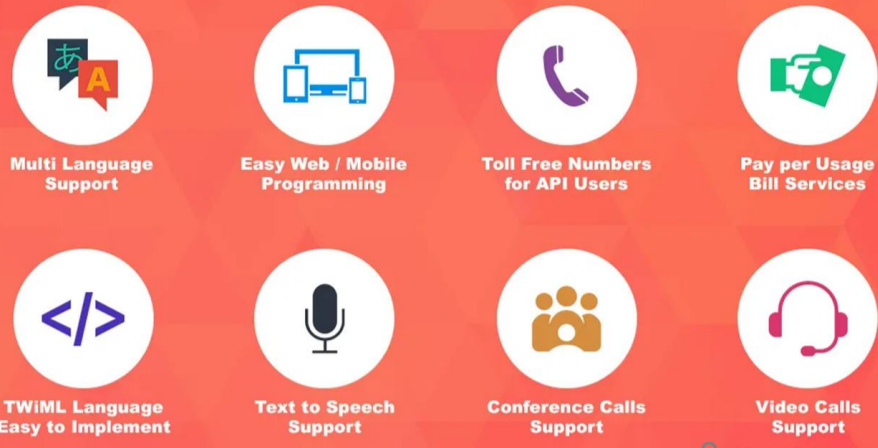 あ
A
Multi Language
Support
Easy Web / Mobile
Programming
Toll Free Numbers
for API Users
Pay per Usage
Bill Services
</>
TWiML Language
Easy to Implement
Text to Speech
Support
Conference Calls
Support
Video Calls
Support